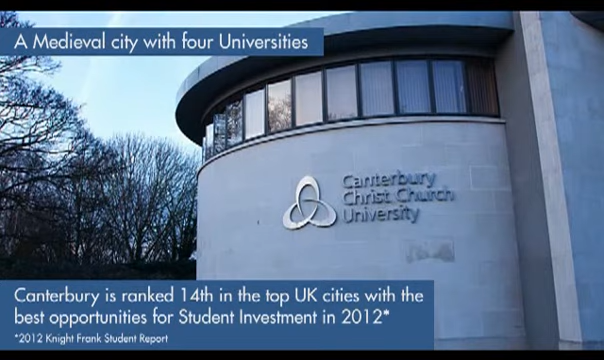 A Medieval city with four Universities
Canterbury
Christ Church
University
Canterbury is ranked 14th in the top UK cities with the
best opportunities for Student Investment in 2012*
*2012 Knight Frank Student Report